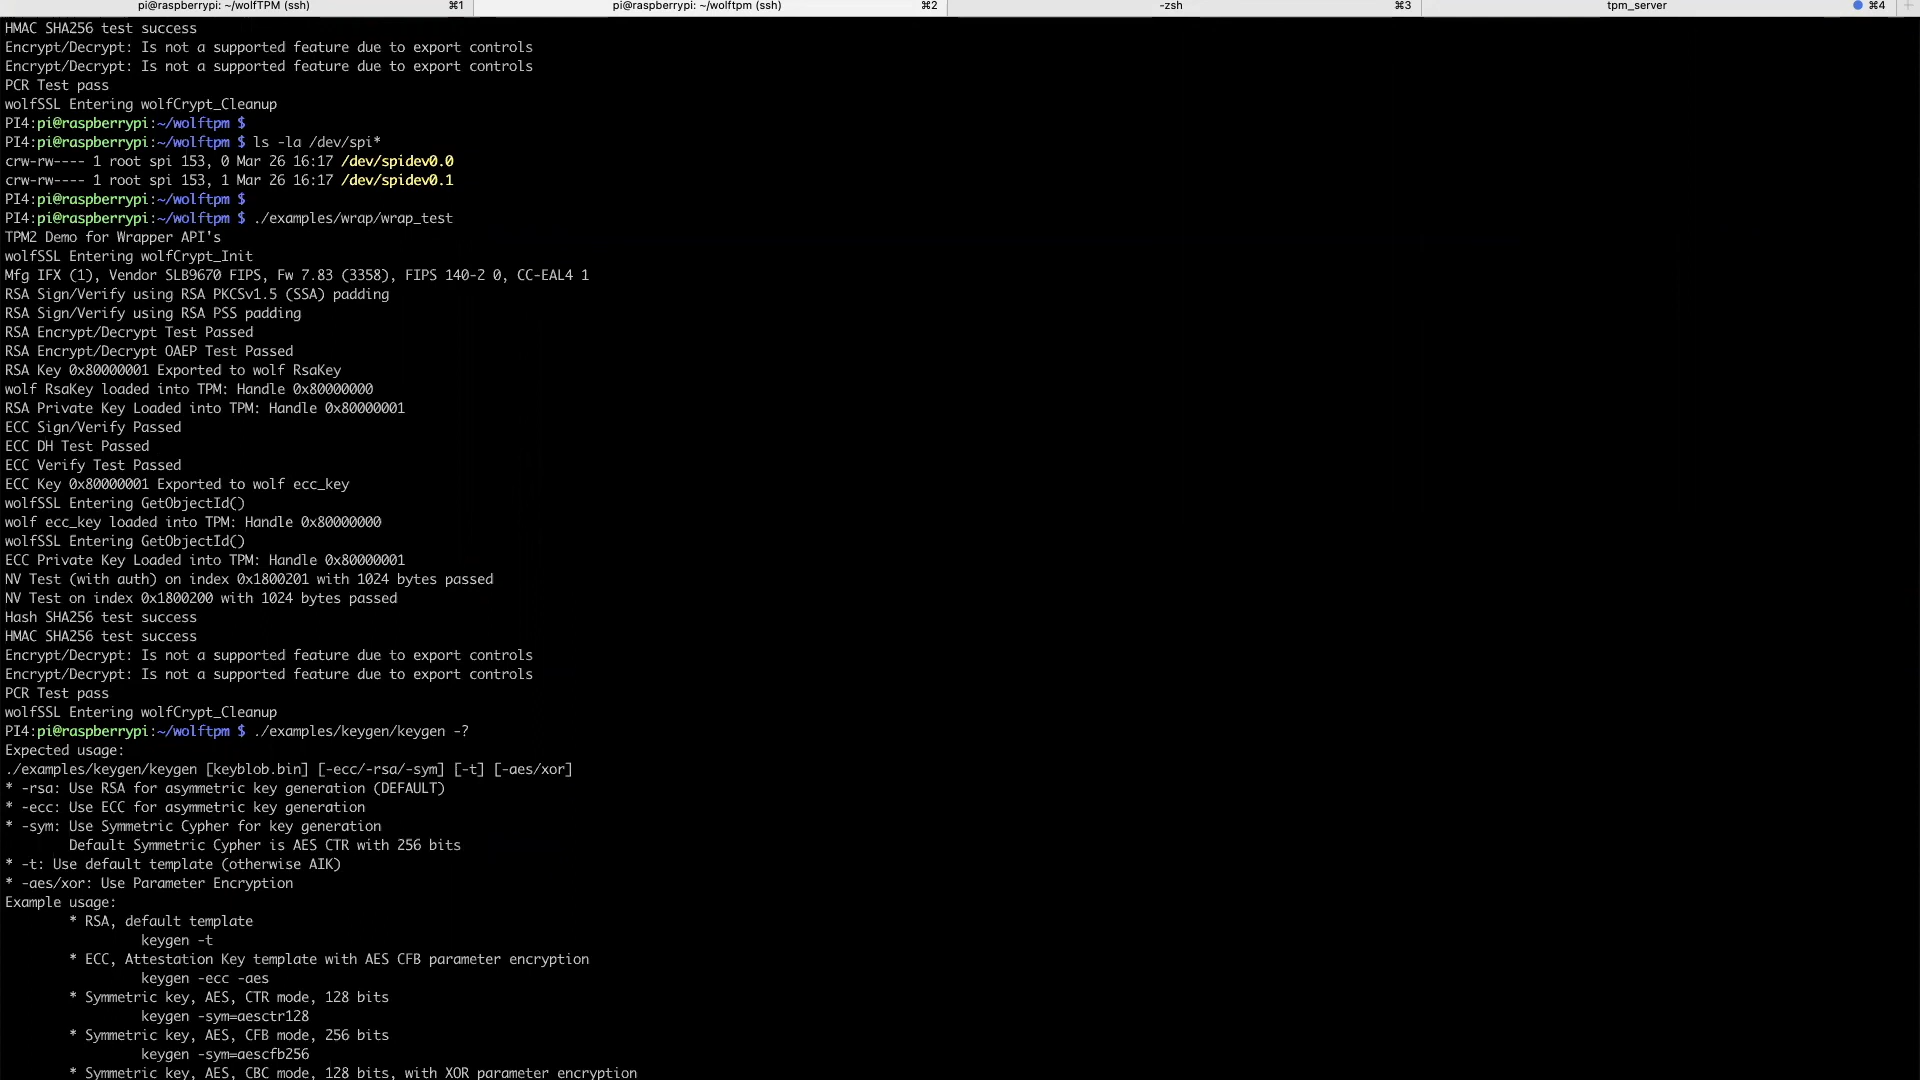 pi@raspberrypi: ~/wolfTPM (ssh) ⌘1 pi@raspberrypi: ~/wolftpm (ssh) ⌘2 -zsh ⌘3 tpm_server ⌘4 +
HMAC SHA256 test success
Encrypt/Decrypt: Is not a supported feature due to export controls
Encrypt/Decrypt: Is not a supported feature due to export controls
PCR Test pass
wolfSSL Entering wolfCrypt_Cleanup
PI4:pi@raspberrypi:~/wolftpm $
PI4:pi@raspberrypi:~/wolftpm $ ls -la /dev/spi*
crw-rw---- 1 root spi 153, 0 Mar 26 16:17 /dev/spidev0.0
crw-rw---- 1 root spi 153, 1 Mar 26 16:17 /dev/spidev0.1
PI4:pi@raspberrypi:~/wolftpm $
PI4:pi@raspberrypi:~/wolftpm $ ./examples/wrap/wrap_test
TPM2 Demo for Wrapper API's
wolfSSL Entering wolfCrypt_Init
Mfg IFX (1), Vendor SLB9670 FIPS, Fw 7.83 (3358), FIPS 140-2 0, CC-EAL4 1
RSA Sign/Verify using RSA PKCSv1.5 (SSA) padding
RSA Sign/Verify using RSA PSS padding
RSA Encrypt/Decrypt Test Passed
RSA Encrypt/Decrypt OAEP Test Passed
RSA Key 0x80000001 Exported to wolf RsaKey
wolf RsaKey loaded into TPM: Handle 0x80000000
RSA Private Key Loaded into TPM: Handle 0x80000001
ECC Sign/Verify Passed
ECC DH Test Passed
ECC Verify Test Passed
ECC Key 0x80000001 Exported to wolf ecc_key
wolfSSL Entering GetObjectId()
wolf ecc_key loaded into TPM: Handle 0x80000000
wolfSSL Entering GetObjectId()
ECC Private Key Loaded into TPM: Handle 0x80000001
NV Test (with auth) on index 0x1800201 with 1024 bytes passed
NV Test on index 0x1800200 with 1024 bytes passed
Hash SHA256 test success
HMAC SHA256 test success
Encrypt/Decrypt: Is not a supported feature due to export controls
Encrypt/Decrypt: Is not a supported feature due to export controls
PCR Test pass
wolfSSL Entering wolfCrypt_Cleanup
PI4:pi@raspberrypi:~/wolftpm $ ./examples/keygen/keygen -?
Expected usage:
./examples/keygen/keygen [keyblob.bin] [-ecc/-rsa/-sym] [-t] [-aes/xor]
* -rsa: Use RSA for asymmetric key generation (DEFAULT)
* -ecc: Use ECC for asymmetric key generation
* -sym: Use Symmetric Cypher for key generation
Default Symmetric Cypher is AES CTR with 256 bits
* -t: Use default template (otherwise AIK)
* -aes/xor: Use Parameter Encryption
Example usage:
* RSA, default template
keygen -t
* ECC, Attestation Key template with AES CFB parameter encryption
keygen -ecc -aes
* Symmetric key, AES, CTR mode, 128 bits
keygen -sym=aesctr128
* Symmetric key, AES, CFB mode, 256 bits
keygen -sym=aescfb256
* Symmetric key, AES, CBC mode, 128 bits, with XOR parameter encryption